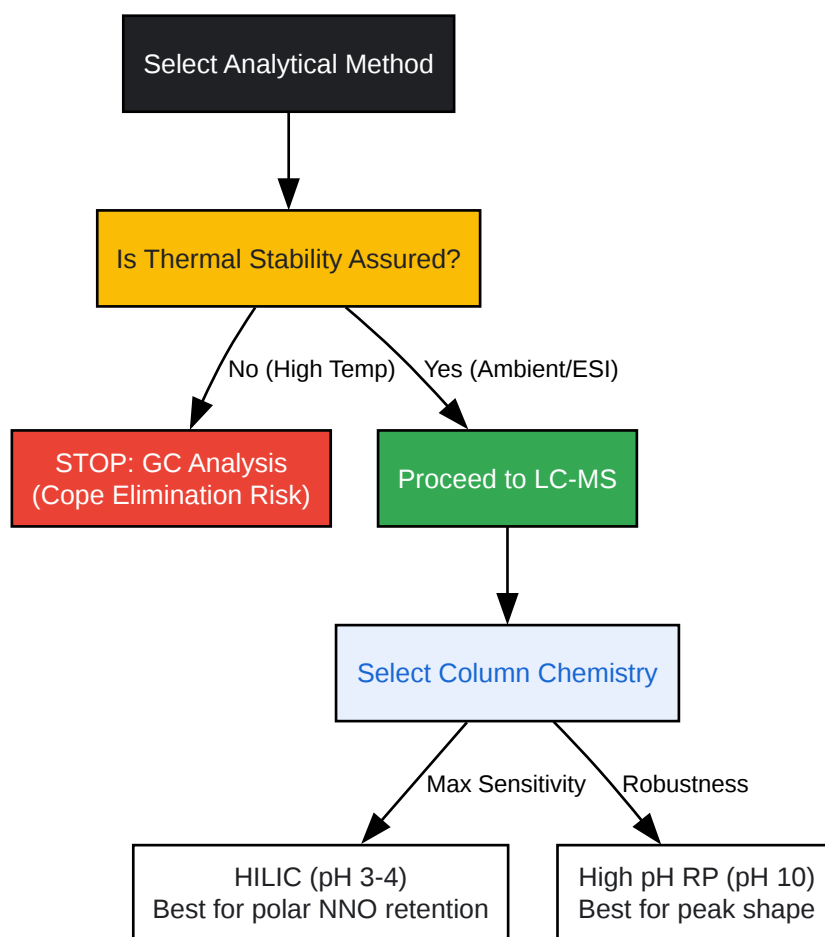 Select Analytical Method
Is Thermal Stability Assured?
No (High Temp)
Yes (Ambient/ESI)
STOP: GC Analysis
(Cope Elimination Risk)
Proceed to LC-MS
Select Column Chemistry
Max Sensitivity
Robustness
HILIC (pH 3-4)
Best for polar NNO retention
High pH RP (pH 10)
Best for peak shape